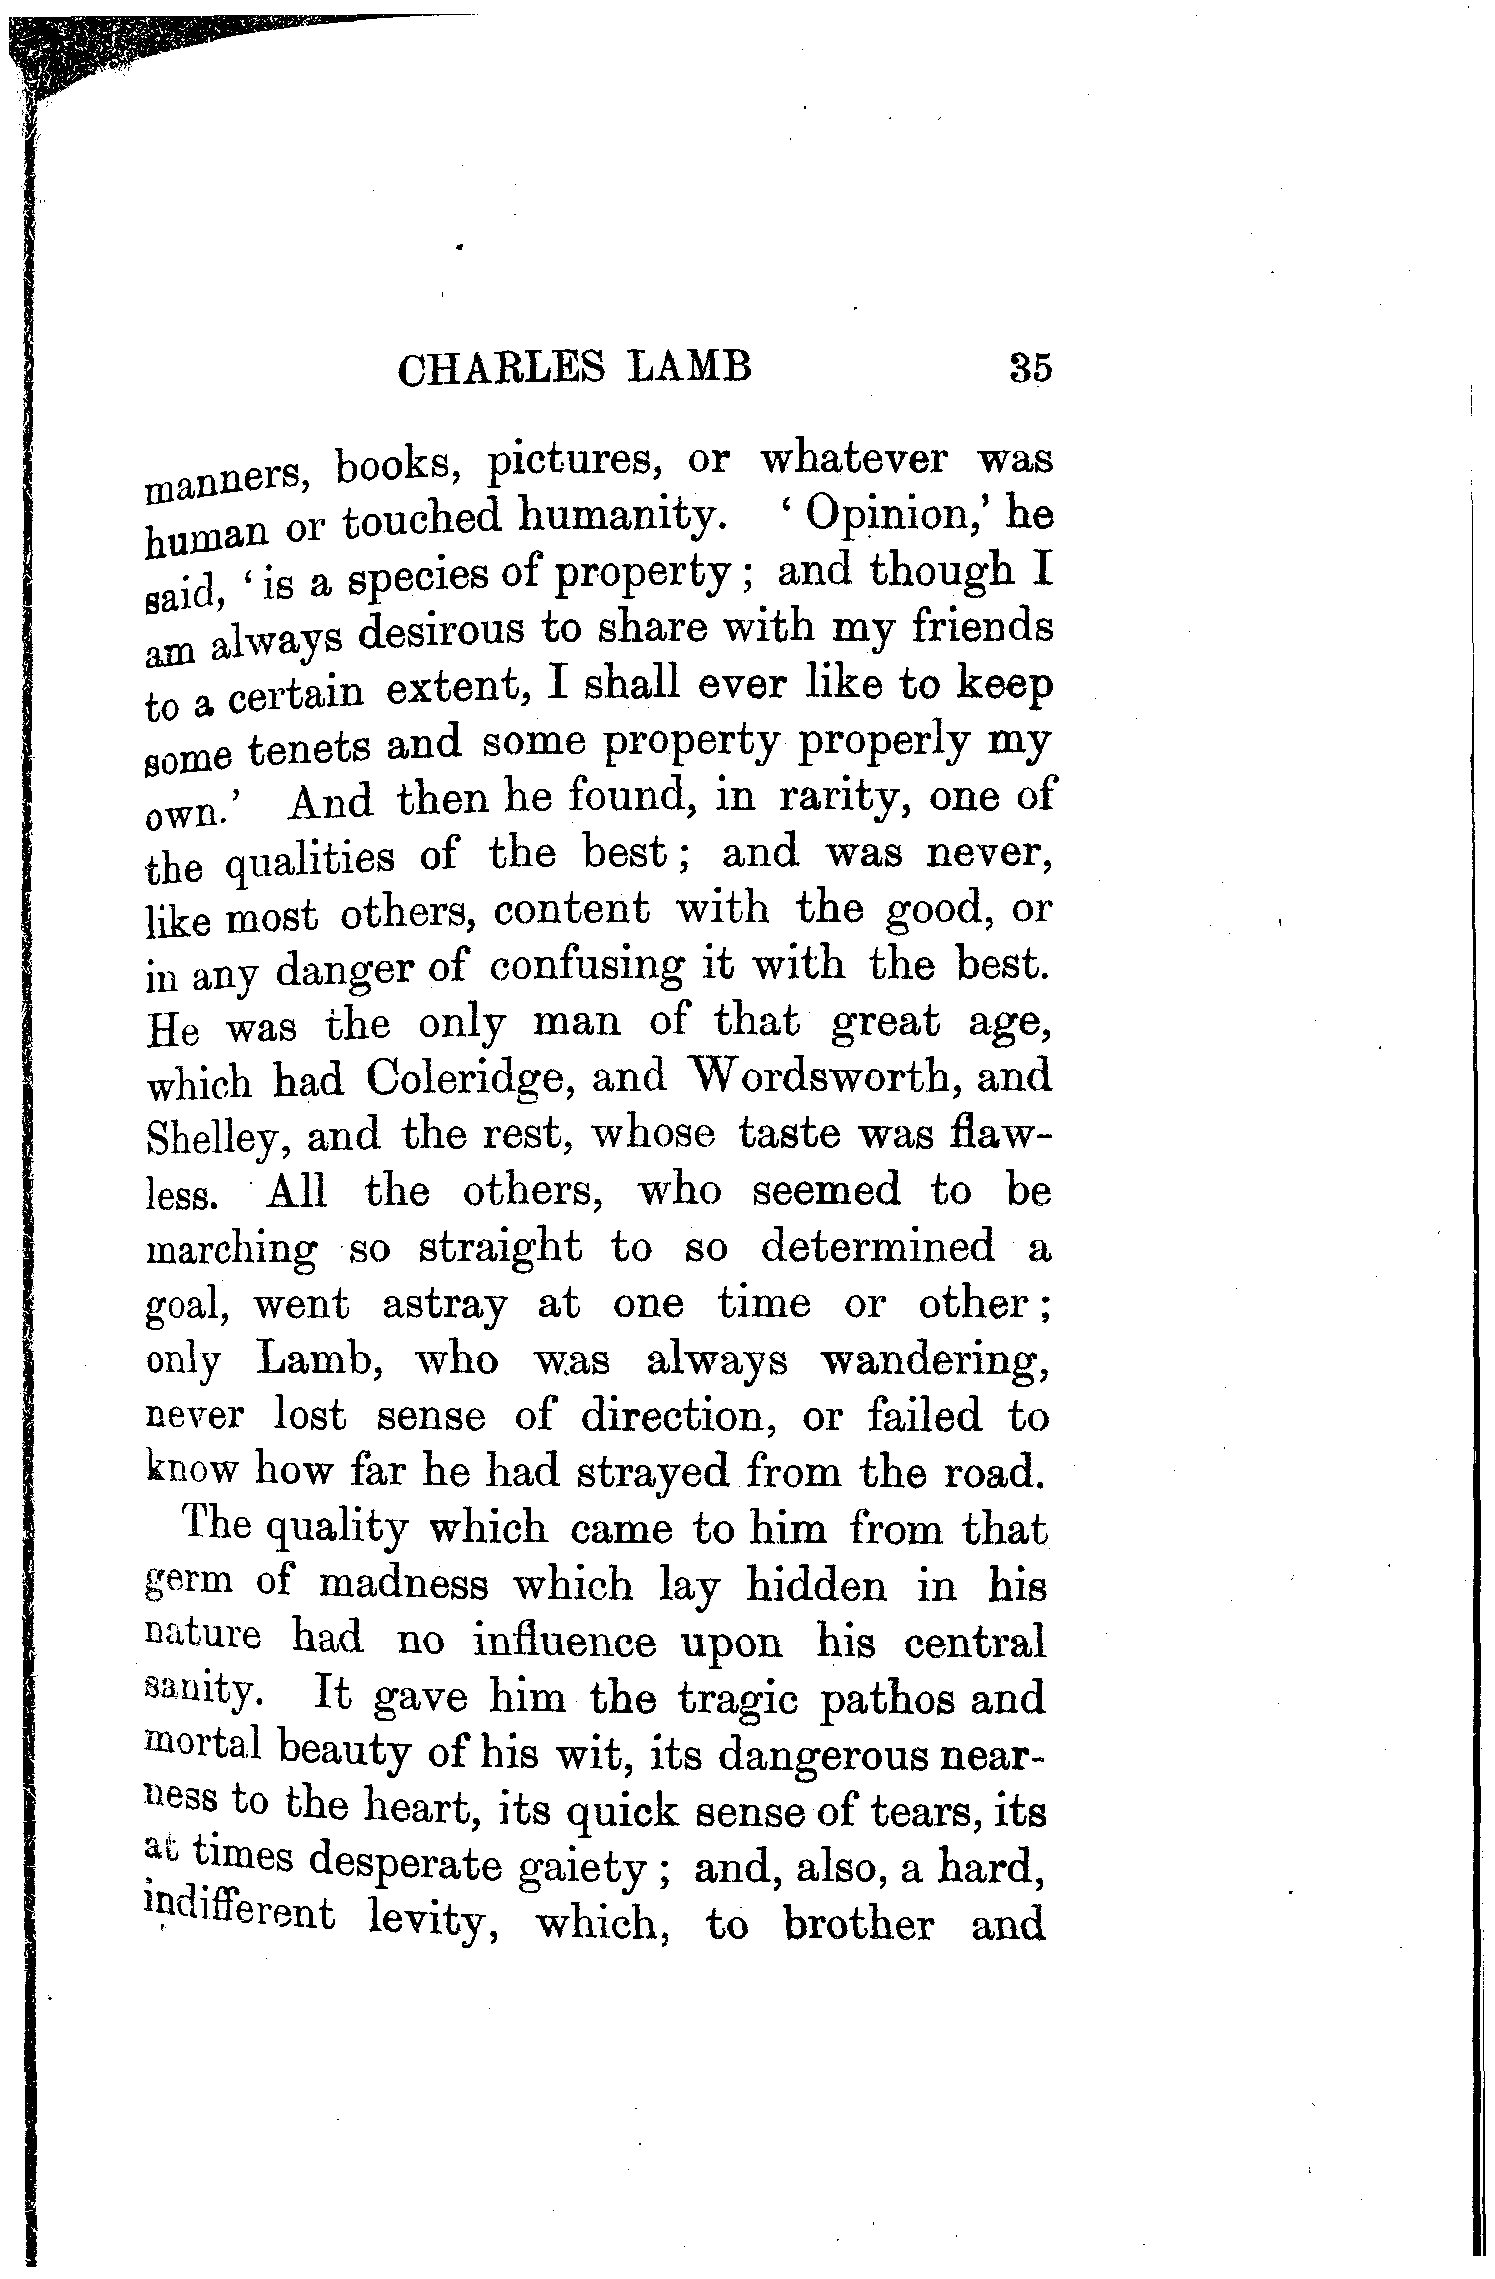 CHARLES LAMB 35
manners, books, pictures, or whatever was
human or touched humanity. ‘ Opinion,’ he
said, ‘ is a species of property ; and though I
am always desirous to share with my friends
to a certain extent, I shall ever like to keep
some tenets and some property properly my
own.’ And then he found, in rarity, one of
the qualities of the best ; and was never,
like most others, content with the good, or
in any danger of confusing it with the best.
He was the only man of that great age,
which had Coleridge, and Wordsworth, and
Shelley, and the rest, whose taste was flaw-
less. All the others, who seemed to be
marching so straight to so determined a
goal, went astray at one time or other ;
only Lamb, who was always wandering,
never lost sense of direction, or failed to
know how far he had strayed from the road.
The quality which came to him from that
germ of madness which lay hidden in his
nature had no influence upon his central
sanity. It gave him the tragic pathos and
mortal beauty of his wit, its dangerous near-
ness to the heart, its quick sense of tears, its
at times desperate gaiety ; and, also, a hard,
indifferent levity, which, to brother and